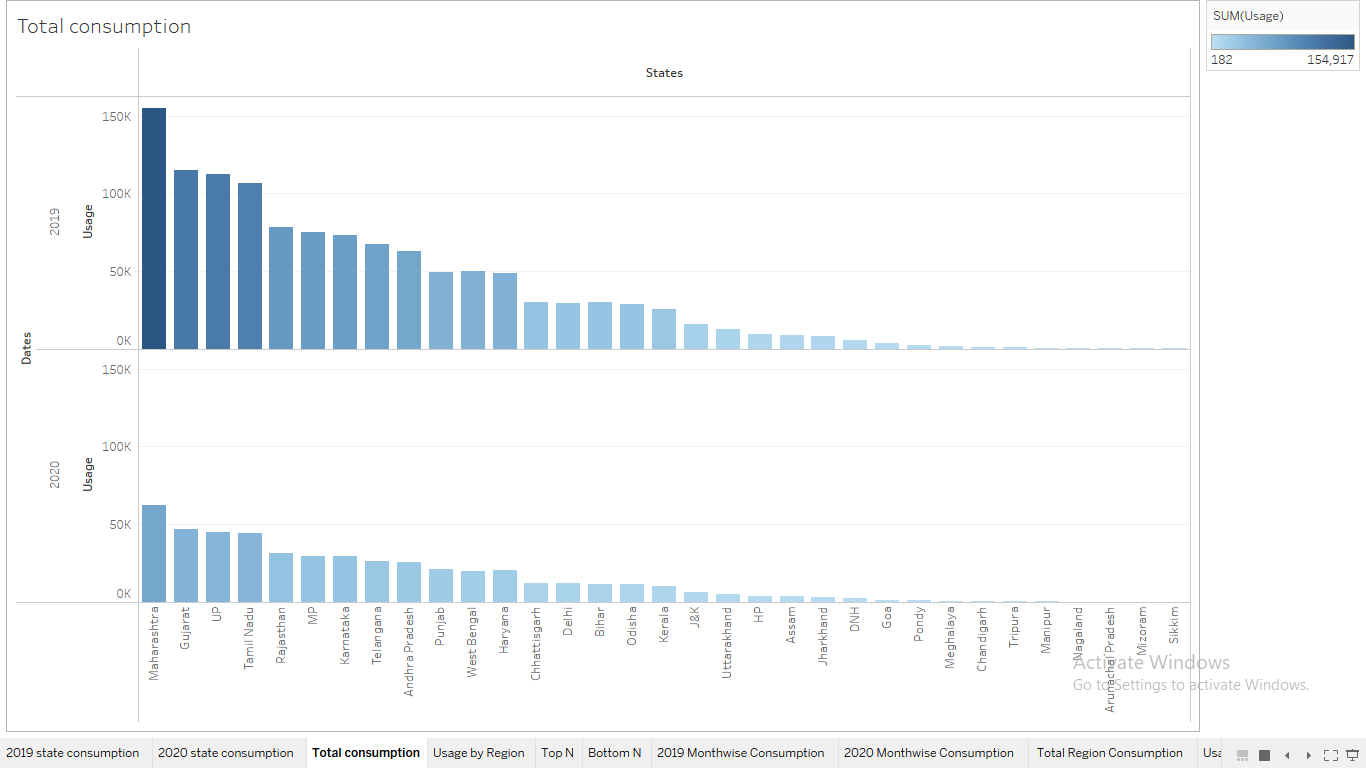 Total consumption
SUM(Usage)
182 154,917
States
Dates
2019
Usage
150K
100K
50K
0K
2020
Usage
150K
100K
50K
0K
Maharashtra
Gujarat
UP
Tamil Nadu
Rajasthan
MP
Karnataka
Telangana
Andhra Pradesh
Punjab
West Bengal
Haryana
Chhattisgarh
Delhi
Bihar
Odisha
Kerala
J&K
Uttarakhand
HP
Assam
Jharkhand
DNH
Goa
Pondy
Meghalaya
Chandigarh
Tripura
Manipur
Nagaland
Arunachal Pradesh
Mizoram
Sikkim
Activate Windows
Go to Settings to activate Windows.
2019 state consumption 2020 state consumption Total consumption Usage by Region Top N Bottom N 2019 Monthwise Consumption 2020 Monthwise Consumption Total Region Consumption Usa